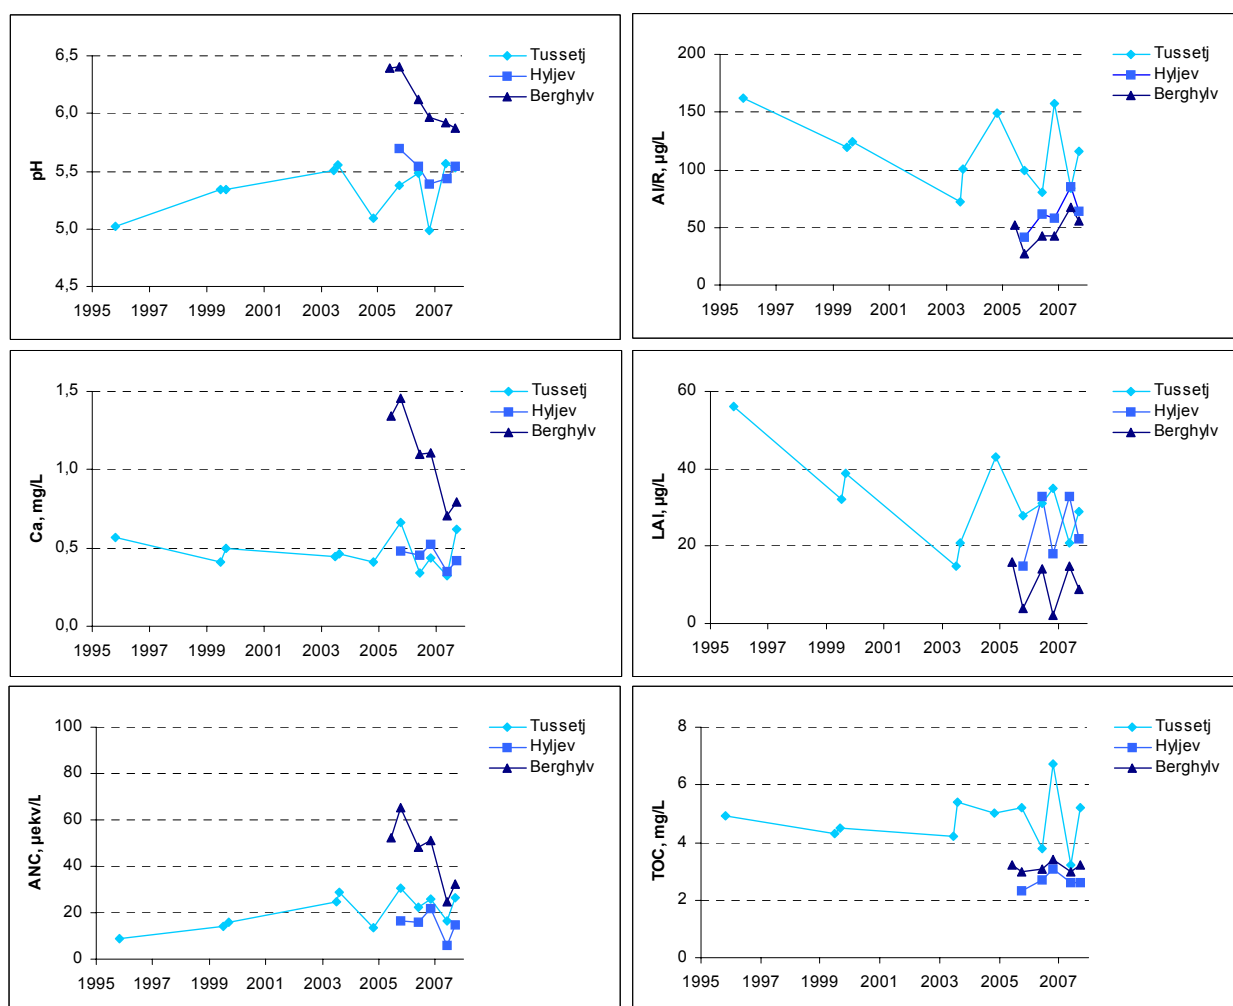 6,5
6,0
5,5
5,0
4,5
pH
1995 1997 1999 2001 2003 2005 2007
Tussetj
Hyljev
Berghylv
200
150
100
50
0
Al/R, µg/L
1995 1997 1999 2001 2003 2005 2007
Tussetj
Hyljev
Berghylv
1,5
1,0
0,5
0,0
Ca, mg/L
1995 1997 1999 2001 2003 2005 2007
Tussetj
Hyljev
Berghylv
60
40
20
0
LAl, µg/L
1995 1997 1999 2001 2003 2005 2007
Tussetj
Hyljev
Berghylv
100
80
60
40
20
0
ANC, µekv/L
1995 1997 1999 2001 2003 2005 2007
Tussetj
Hyljev
Berghylv
8
6
4
2
0
TOC, mg/L
1995 1997 1999 2001 2003 2005 2007
Tussetj
Hyljev
Berghylv